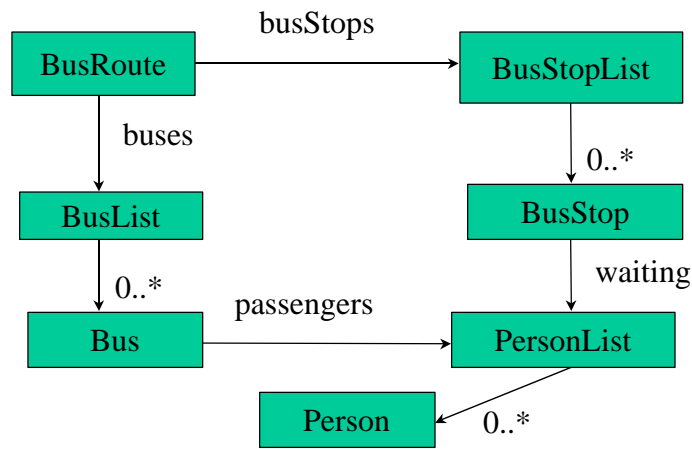 busStops
BusRoute
BusStopList
buses
0..*
BusList
BusStop
0..*
waiting
passengers
Bus
PersonList
Person
0..*